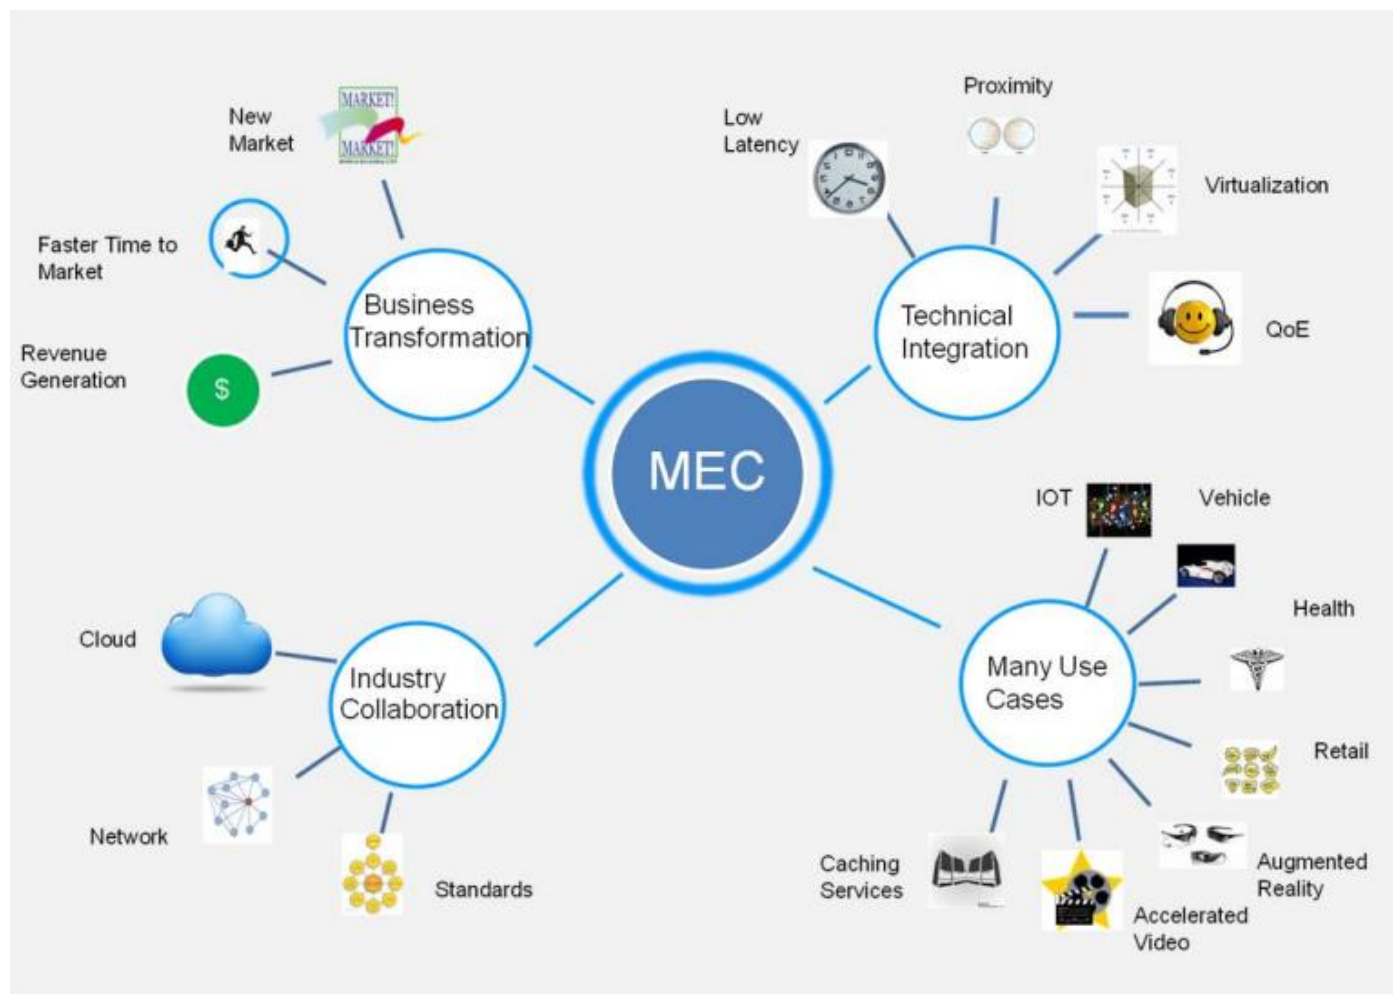 New
Market
MARKET!
MARKET!
Faster Time to
Market
Revenue
Generation
$
Business
Transformation
Low
Latency
Proximity
Virtualization
QoE
Technical
Integration
MEC
Cloud
Network
Standards
Industry
Collaboration
IOT
Vehicle
Health
Retail
Augmented
Reality
Accelerated
Video
Caching
Services
Many Use
Cases